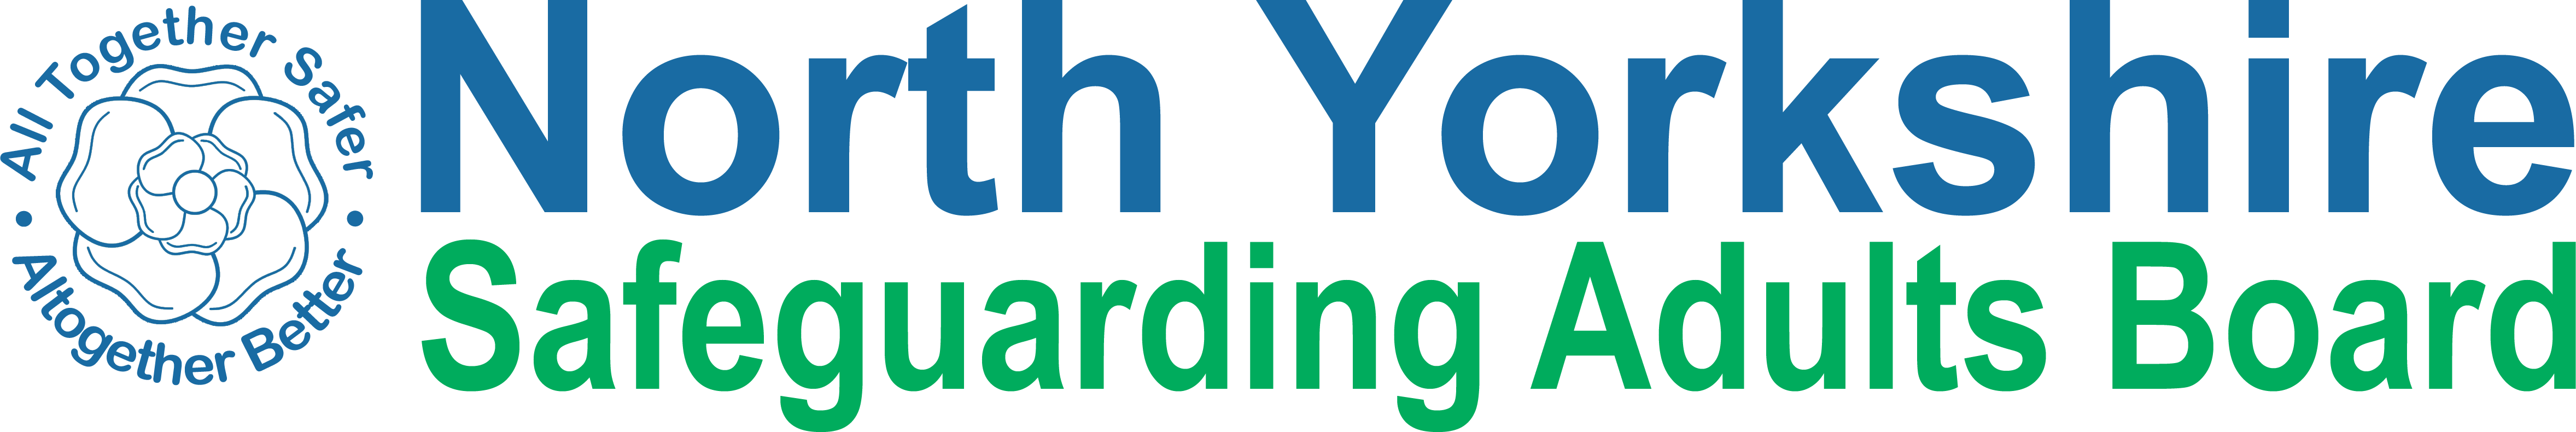 All Together Safer
Altogether Better
North Yorkshire
Safeguarding Adults Board